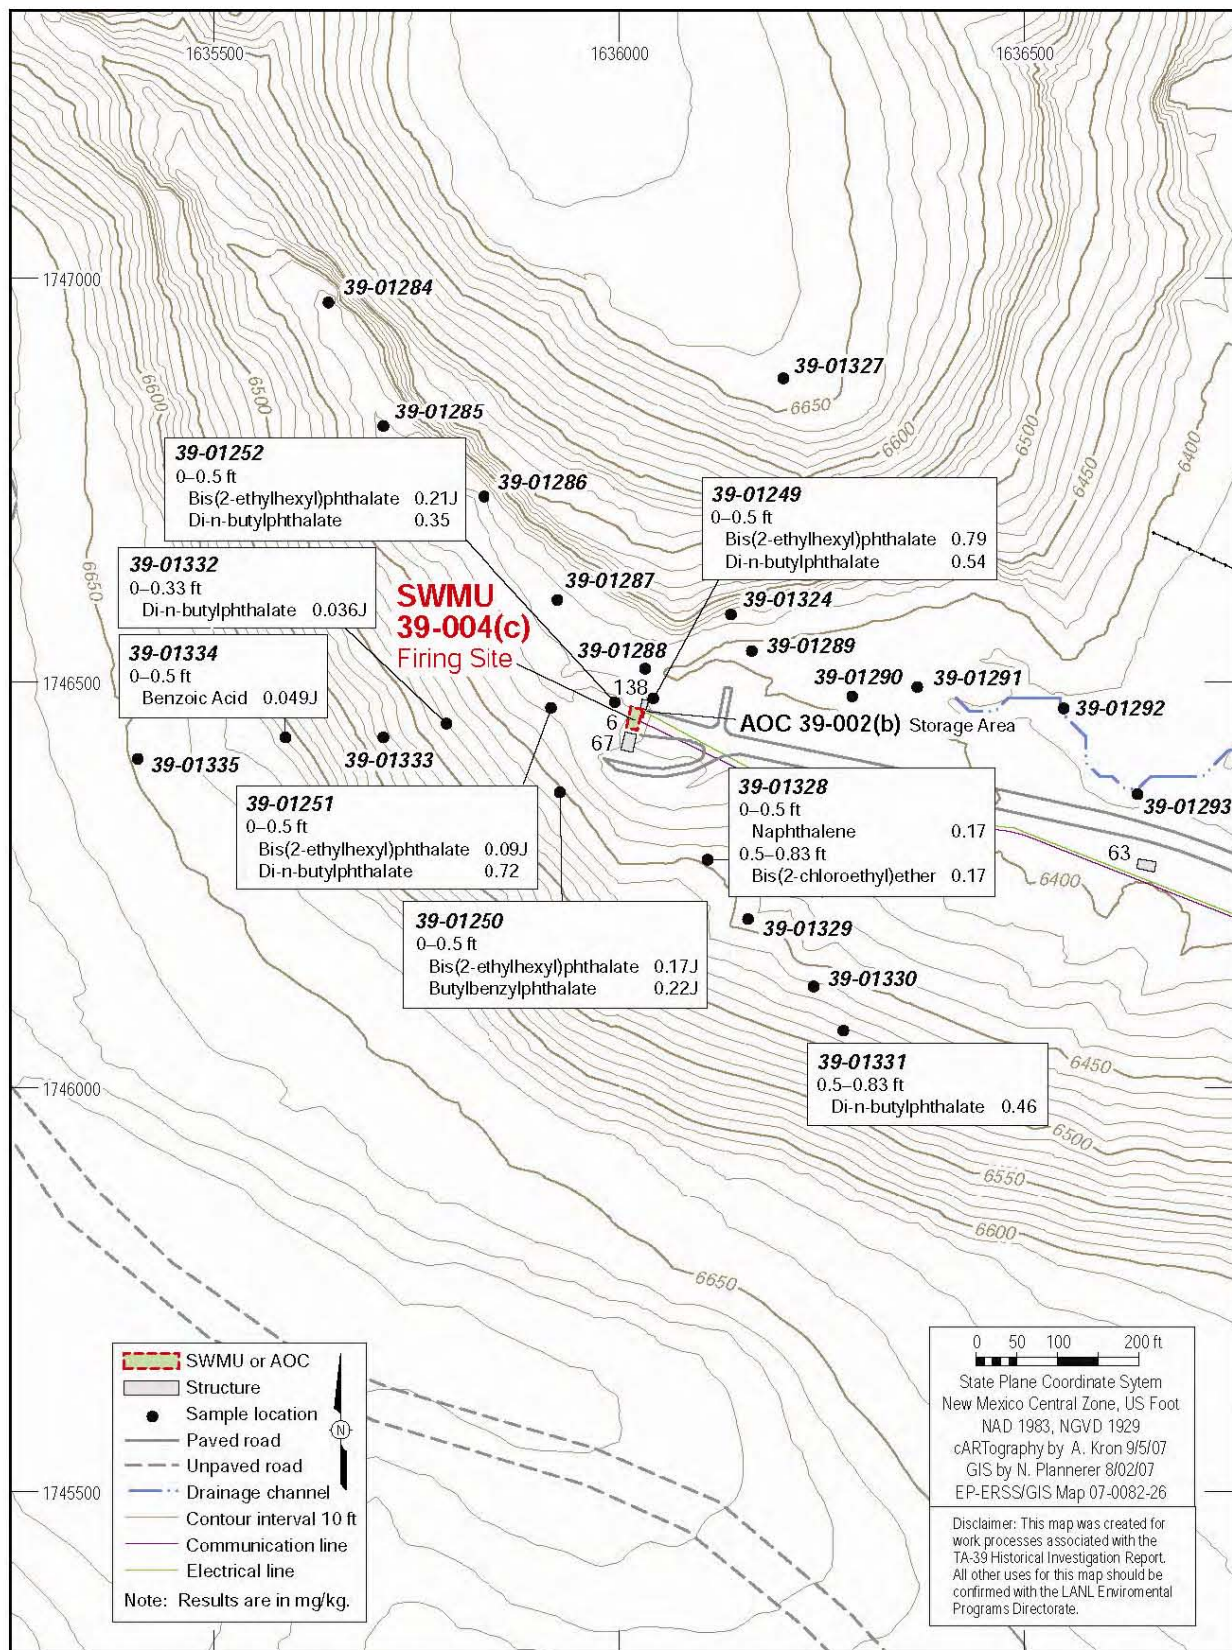 1635500
1636000
1636500
1747000
39-01284
39-01327
6650
6600
6500
6600
6500
6450
6400
39-01285
39-01252
0–0.5 ft
Bis(2-ethylhexyl)phthalate 0.21J
Di-n-butylphthalate 0.35
39-01286
39-01249
0–0.5 ft
Bis(2-ethylhexyl)phthalate 0.79
Di-n-butylphthalate 0.54
39-01332
0–0.33 ft
Di-n-butylphthalate 0.036J
6650
39-01287
SWMU
39-004(c)
Firing Site
39-01324
39-01334
0–0.5 ft
Benzoic Acid 0.049J
39-01288
39-01289
1746500
138
39-01290
39-01291
39-01292
6
AOC 39-002(b) Storage Area
67
39-01335
39-01333
39-01293
39-01251
0–0.5 ft
Bis(2-ethylhexyl)phthalate 0.09J
Di-n-butylphthalate 0.72
39-01328
0–0.5 ft
Naphthalene 0.17
0.5–0.83 ft
Bis(2-chloroethyl)ether 0.17
63
6400
39-01250
0–0.5 ft
Bis(2-ethylhexyl)phthalate 0.17J
Butylbenzylphthalate 0.22J
39-01329
39-01330
39-01331
0.5–0.83 ft
Di-n-butylphthalate 0.46
6450
1746000
6500
6550
6600
6650
SWMU or AOC
Structure
Sample location
N
Paved road
Unpaved road
Drainage channel
Contour interval 10 ft
Communication line
Electrical line
Note: Results are in mg/kg.
1745500
0 50 100 200 ft
State Plane Coordinate Sytem
New Mexico Central Zone, US Foot
NAD 1983, NGVD 1929
cARTography by A. Kron 9/5/07
GIS by N. Plannerer 8/02/07
EP-ERSS/GIS Map 07-0082-26
Disclaimer: This map was created for
work processes associated with the
TA-39 Historical Investigation Report.
All other uses for this map should be
confirmed with the LANL Enviromental
Programs Directorate.